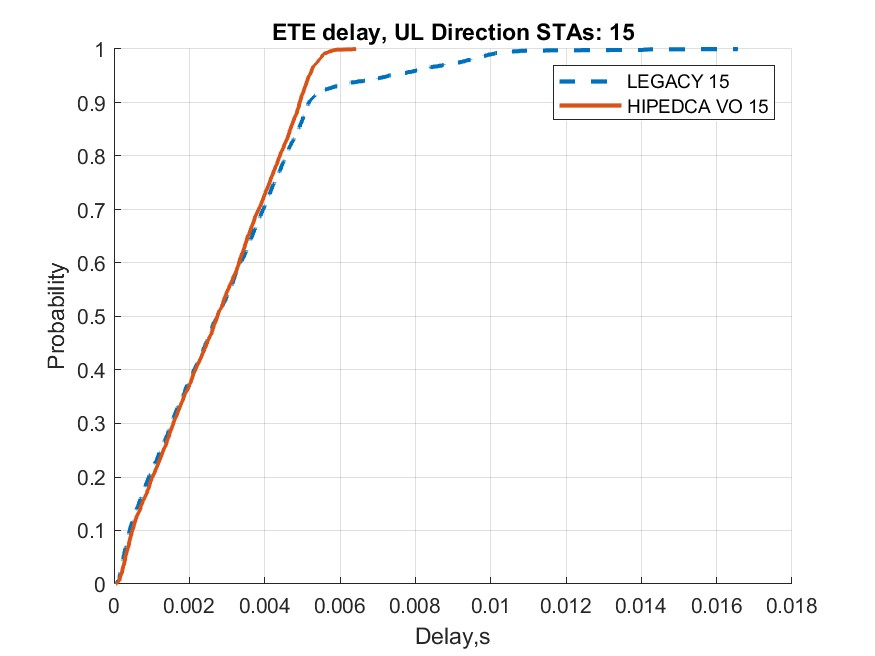 ETE delay, UL Direction STAs: 15
LEGACY 15
HIPEDCA VO 15
Probability
1
0.9
0.8
0.7
0.6
0.5
0.4
0.3
0.2
0.1
0
0 0.002 0.004 0.006 0.008 0.01 0.012 0.014 0.016 0.018
Delay,s